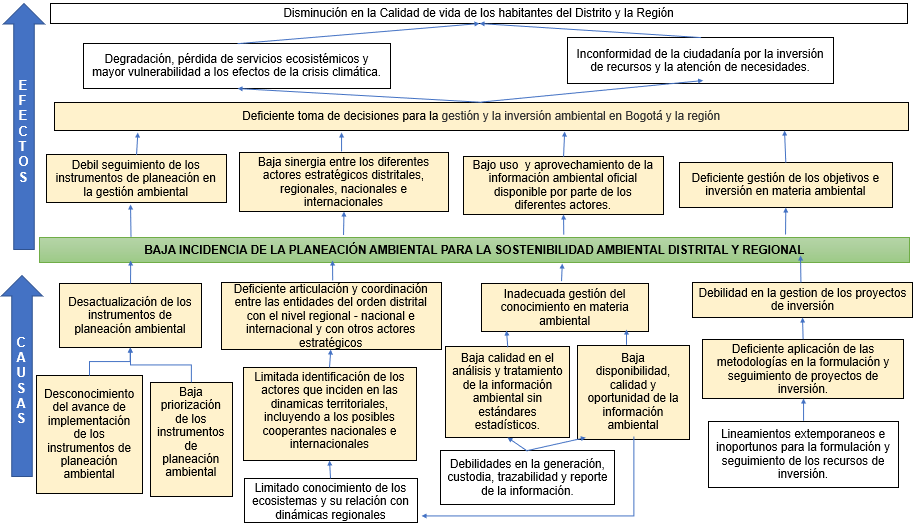 Disminución en la Calidad de vida de los habitantes del Distrito y la Región
Degradación, pérdida de servicios ecosistémicos y
mayor vulnerabilidad a los efectos de la crisis climática.
Inconformidad de la ciudadanía por la inversión
de recursos y la atención de necesidades.
EFECTOS
Deficiente toma de decisiones para la gestión y la inversión ambiental en Bogotá y la región
Debil seguimiento de los
instrumentos de planeación en
la gestión ambiental
Baja sinergia entre los diferentes
actores estratégicos distritales,
regionales, nacionales e
internacionales
Bajo uso y aprovechamiento de la
información ambiental oficial
disponible por parte de los
diferentes actores.
Deficiente gestión de los objetivos e
inversión en materia ambiental
BAJA INCIDENCIA DE LA PLANEACIÓN AMBIENTAL PARA LA SOSTENIBILIDAD AMBIENTAL DISTRITAL Y REGIONAL
CAUSAS
Desactualización de los
instrumentos de
planeación ambiental
Deficiente articulación y coordinación
entre las entidades del orden distrital
con el nivel regional - nacional e
internacional y con otros actores
estratégicos
Inadecuada gestión del
conocimiento en materia
ambiental
Debilidad en la gestion de los proyectos
de inversión
Desconocimiento
del avance de
implementación
de los
instrumentos de
planeación
ambiental
Baja
priorización de
los
instrumentos
de planeación
ambiental
Limitada identificación de los
actores que inciden en las
dinamicas territoriales,
incluyendo a los posibles
cooperantes nacionales e
internacionales
Baja calidad en el
análisis y tratamiento
de la información
ambiental sin
estándares
estadísticos.
Baja
disponibilidad,
calidad y
oportunidad de la
información
ambiental
Deficiente aplicación de las
metodologías en la formulación y
seguimiento de proyectos de
inversión.
Limitado conocimiento de los
ecosistemas y su relación con
dinámicas regionales
Debilidades en la generación,
custodia, trazabilidad y reporte
de la información.
Lineamientos extemporaneos e
inoportunos para la formulación y
seguimiento de los recursos de
inversión.